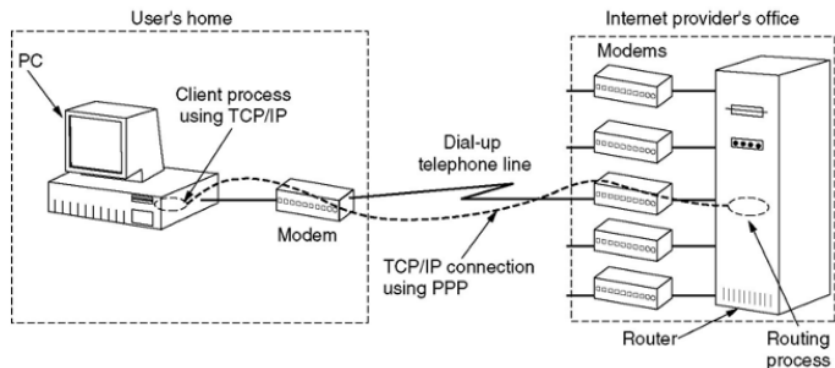 User's home
Internet provider's office
PC
Modems
Client process
using TCP/IP
Dial-up
telephone line
Modem
TCP/IP connection
using PPP
Router
Routing
process